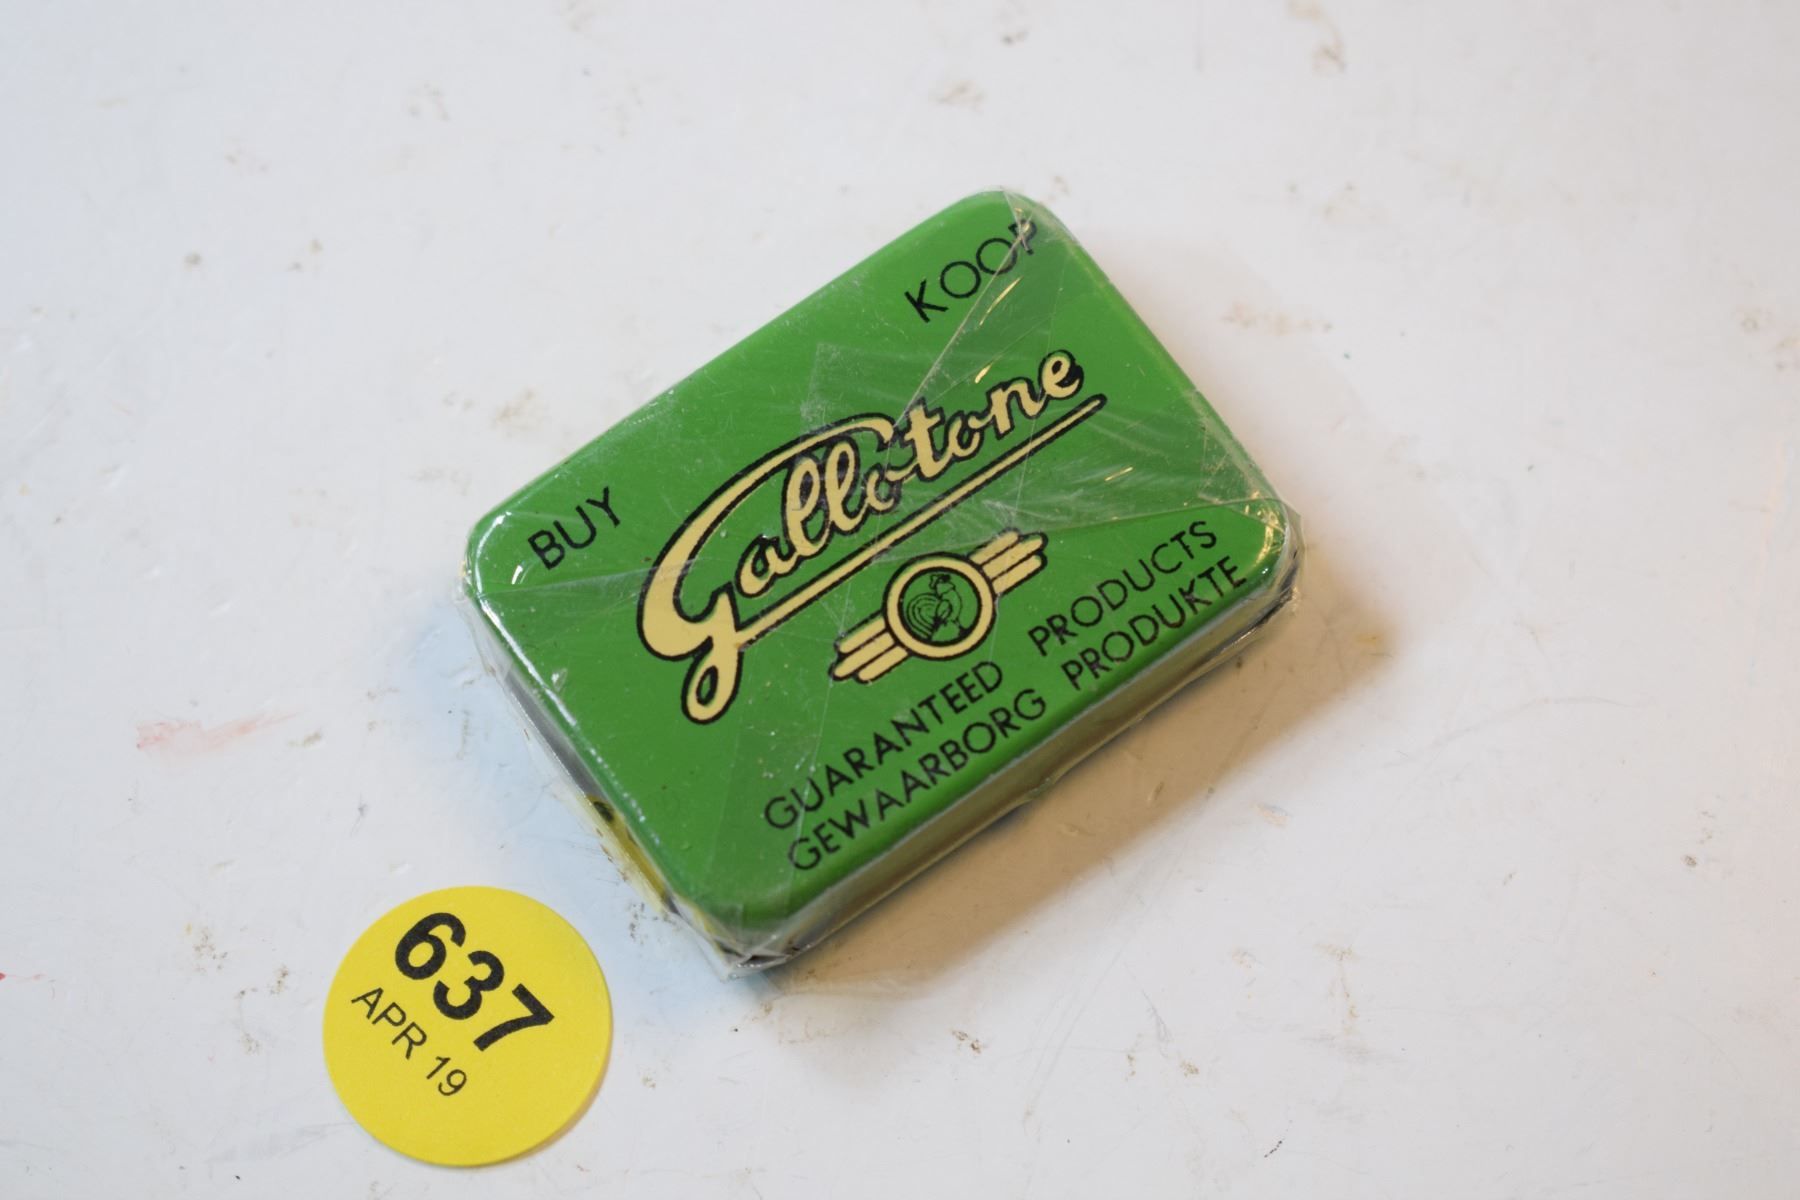 BUY KOOP
Gallotone
GUARANTEED PRODUCTS
GEWAARBORG PRODUKTE
637
APR 19